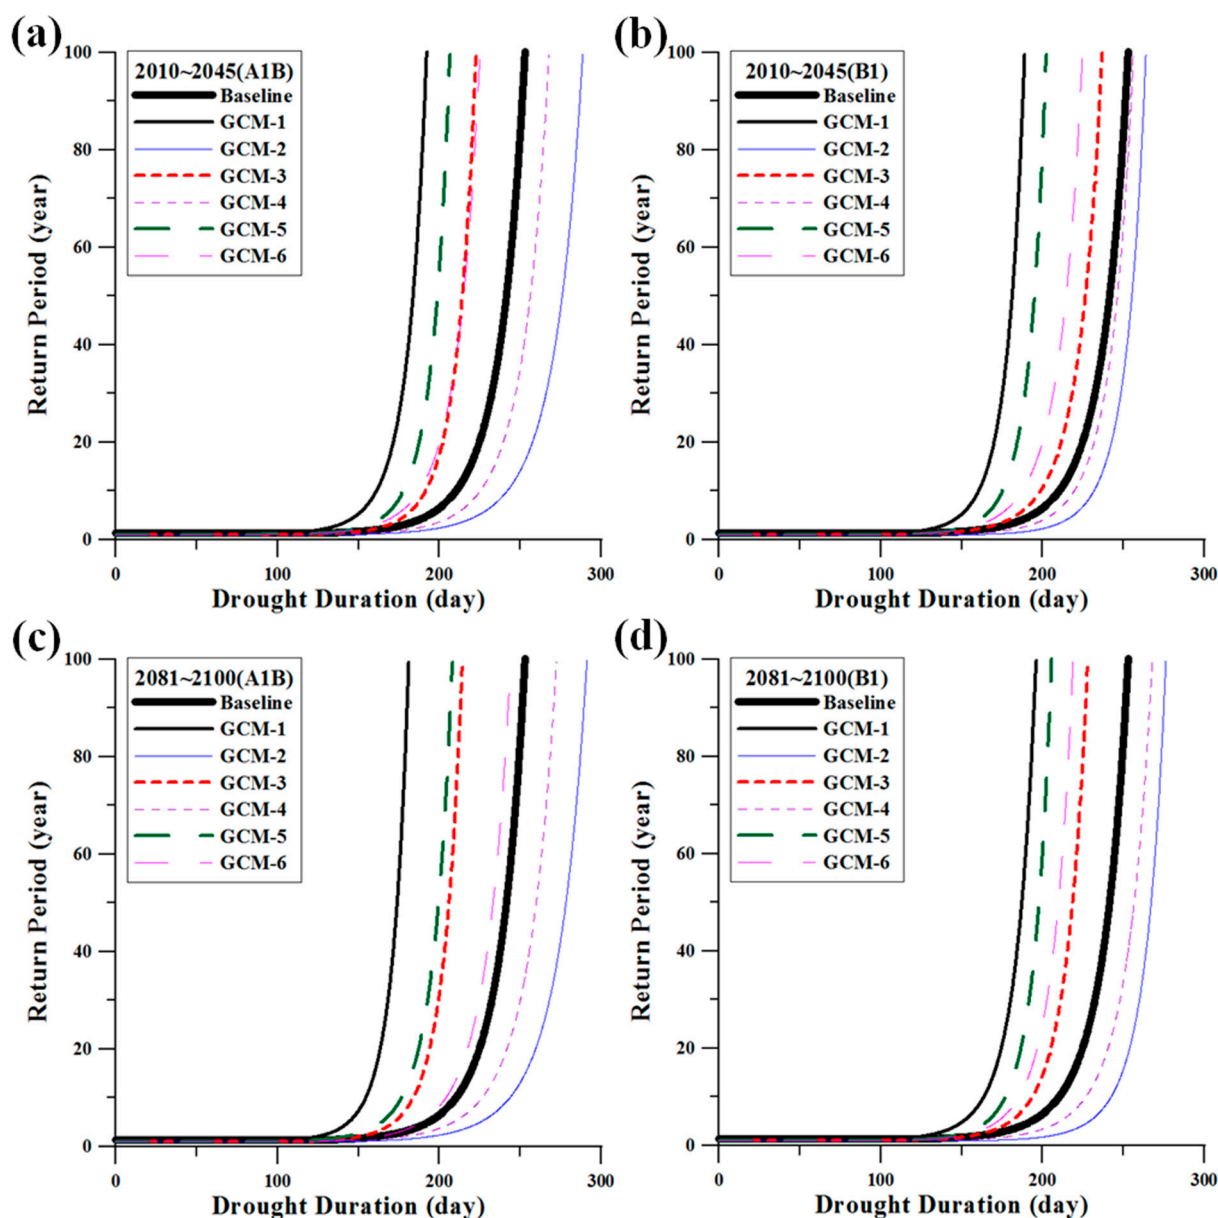 (a)
2010~2045(A1B)
Baseline
GCM-1
GCM-2
GCM-3
GCM-4
GCM-5
GCM-6
Return Period (year)
100
80
60
40
20
0
0 100 200 300
Drought Duration (day)
(b)
2010~2045(B1)
Baseline
GCM-1
GCM-2
GCM-3
GCM-4
GCM-5
GCM-6
Return Period (year)
100
80
60
40
20
0
0 100 200 300
Drought Duration (day)
(c)
2081~2100(A1B)
Baseline
GCM-1
GCM-2
GCM-3
GCM-4
GCM-5
GCM-6
Return Period (year)
100
80
60
40
20
0
0 100 200 300
Drought Duration (day)
(d)
2081~2100(B1)
Baseline
GCM-1
GCM-2
GCM-3
GCM-4
GCM-5
GCM-6
Return Period (year)
100
80
60
40
20
0
0 100 200 300
Drought Duration (day)